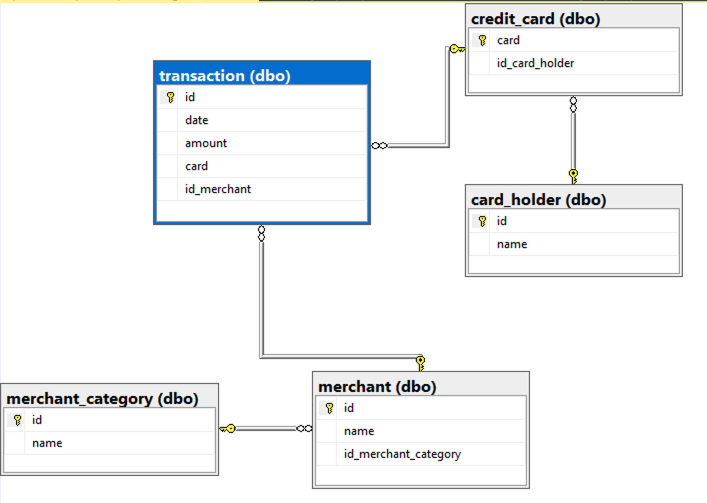 credit_card (dbo)
card
id_card_holder
transaction (dbo)
id
date
amount
card
id_merchant
card_holder (dbo)
id
name
merchant_category (dbo)
id
name
merchant (dbo)
id
name
id_merchant_category